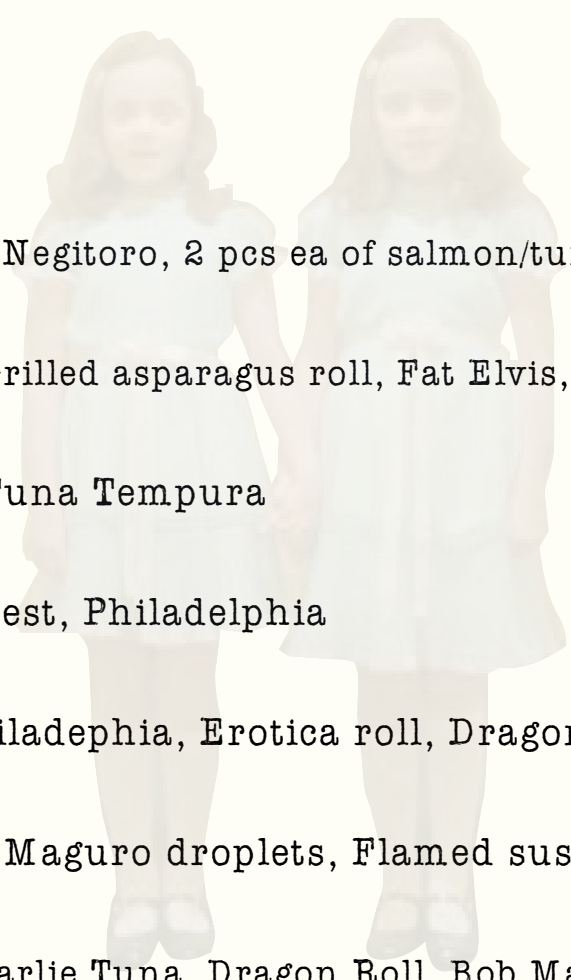 Negitoro, 2 pcs ea of salmon/tu
rilled asparagus roll, Fat Elvis,
una Tempura
est, Philadelphia
iladephia, Erotica roll, Dragon
Maguro droplets, Flamed sus
arlie Tuna, Dragon Roll, Bob Ma